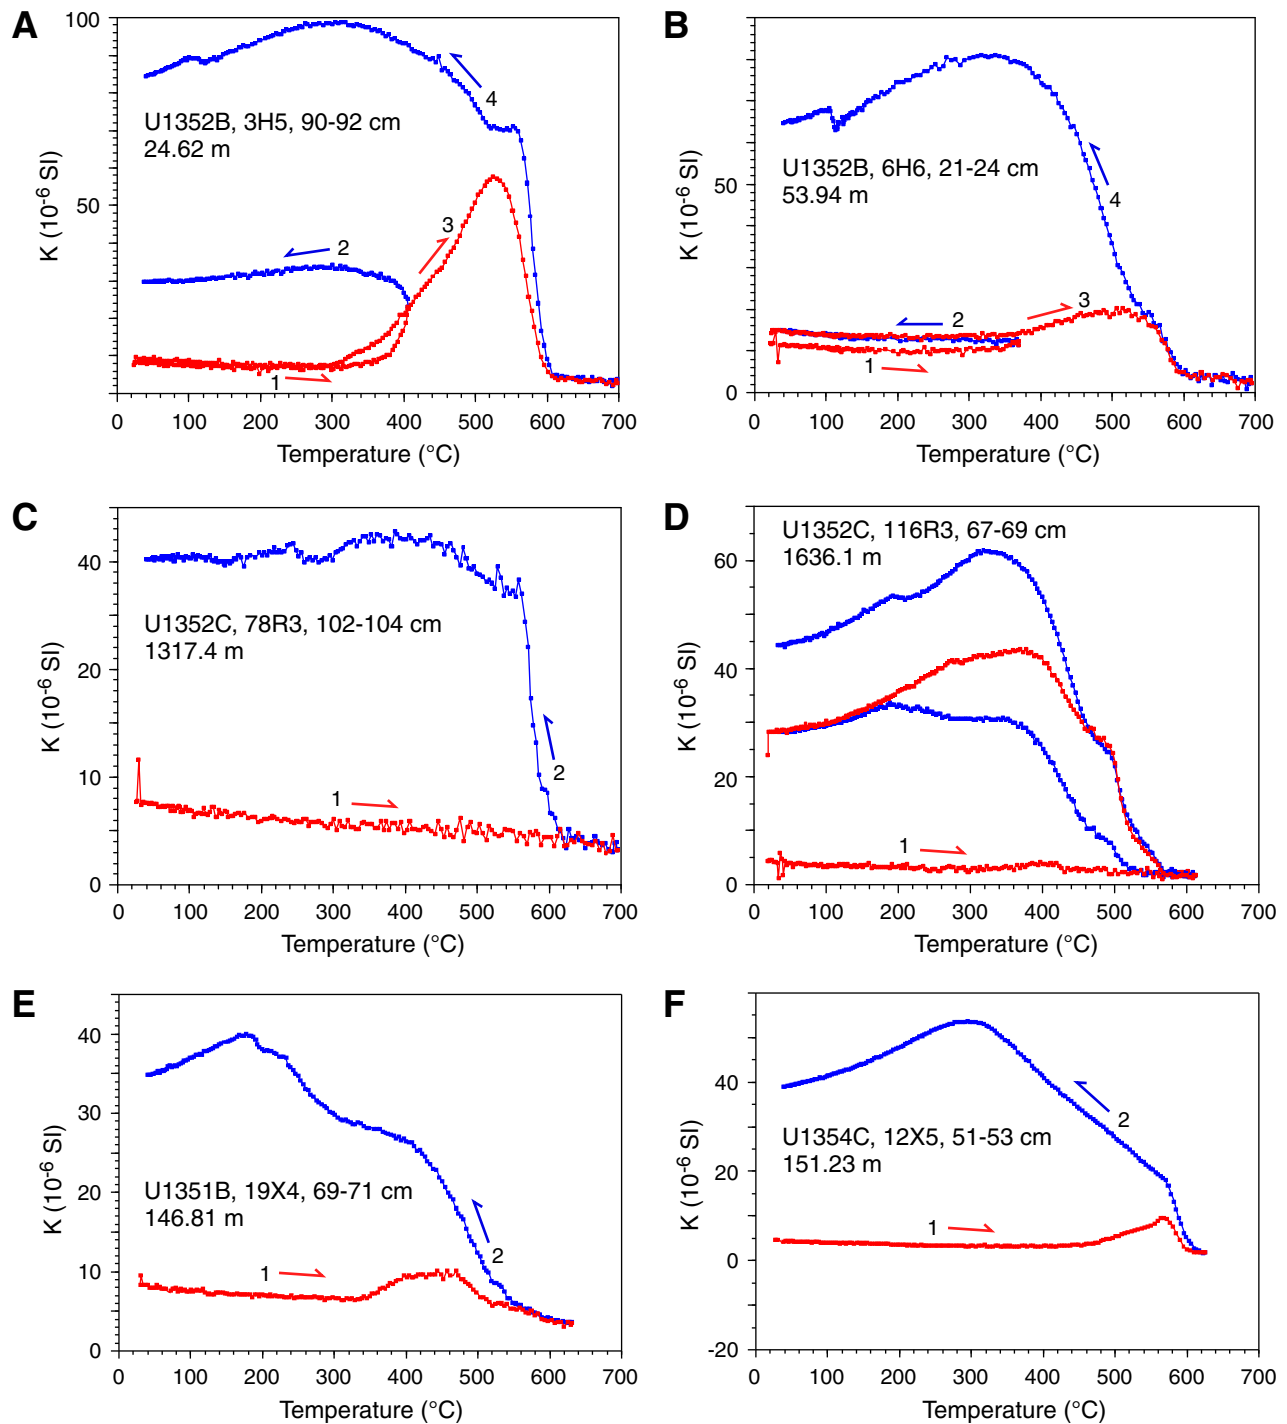 A
100
50
K (10-6 SI)
U1352B, 3H5, 90-92 cm
24.62 m
1
2
3
4
0 100 200 300 400 500 600 700
Temperature (°C)
B
50
0
K (10-6 SI)
U1352B, 6H6, 21-24 cm
53.94 m
1
2
3
4
0 100 200 300 400 500 600 700
Temperature (°C)
C
40
20
10
0
K (10-6 SI)
U1352C, 78R3, 102-104 cm
1317.4 m
1
2
0 100 200 300 400 500 600 700
Temperature (°C)
D
60
40
20
0
K (10-6 SI)
U1352C, 116R3, 67-69 cm
1636.1 m
1
0 100 200 300 400 500 600 700
Temperature (°C)
E
40
30
20
10
0
K (10-6 SI)
U1351B, 19X4, 69-71 cm
146.81 m
1
2
0 100 200 300 400 500 600 700
Temperature (°C)
F
40
20
0
-20
K (10-6 SI)
U1354C, 12X5, 51-53 cm
151.23 m
1
2
0 100 200 300 400 500 600 700
Temperature (°C)